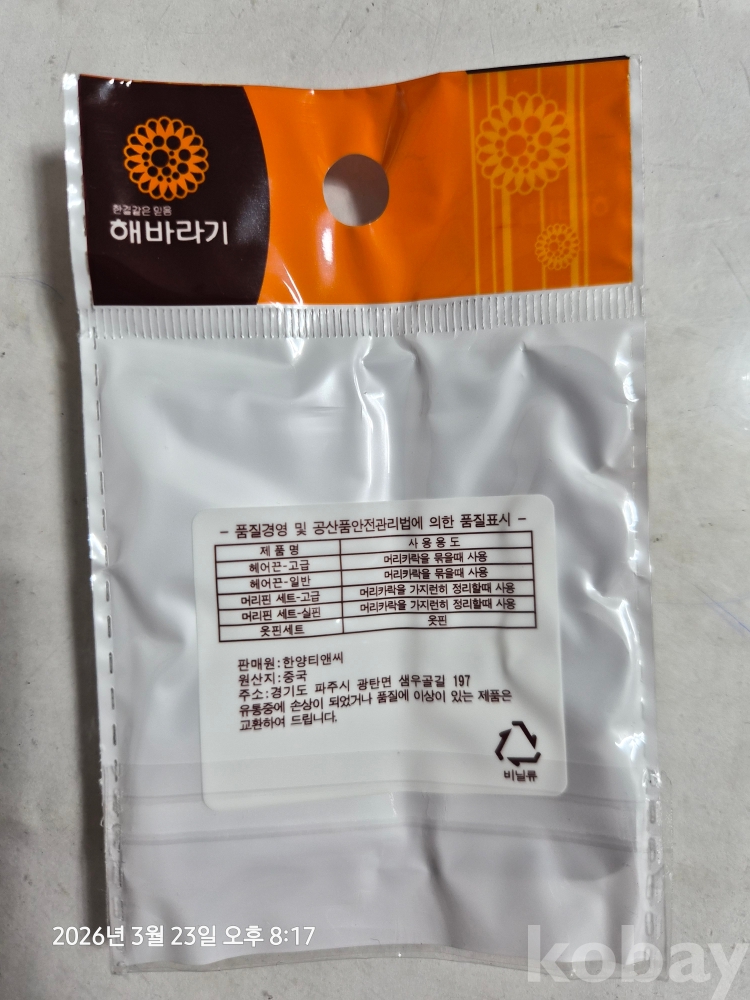 한결같은 믿음
해바라기
- 품질경영 및 공산품안전관리법에 의한 품질표시 -
제 품 명 사 용 용 도
헤어끈-고급 머리카락을 묶을때 사용
헤어끈-일반 머리카락을 묶을때 사용
머리핀 세트-고급 머리카락을 가지런히 정리할때 사용
머리핀 세트-실핀 머리카락을 가지런히 정리할때 사용
옷핀세트 옷핀
판매원:한양티앤씨
원산지:중국
주소:경기도 파주시 광탄면 샘우골길 197
유통중에 손상이 되었거나 품질에 이상이 있는 제품은
교환하여 드립니다.
비닐류
2026년 3월 23일 오후 8:17
kobay